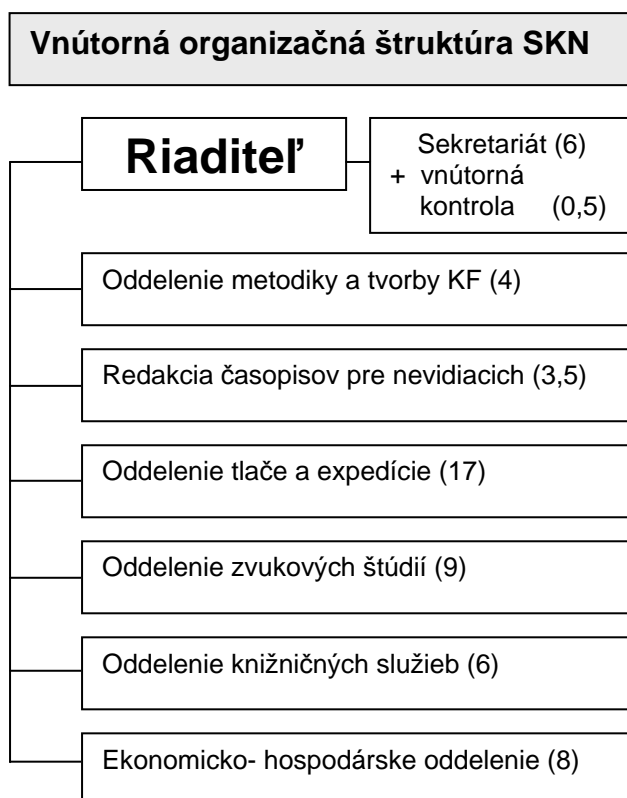 Vnútorná organizačná štruktúra SKN
Riaditeľ
Sekretariát (6)
+ vnútorná
kontrola (0,5)
Oddelenie metodiky a tvorby KF (4)
Redakcia časopisov pre nevidiacich (3,5)
Oddelenie tlače a expedície (17)
Oddelenie zvukových štúdií (9)
Oddelenie knižničných služieb (6)
Ekonomicko- hospodárske oddelenie (8)